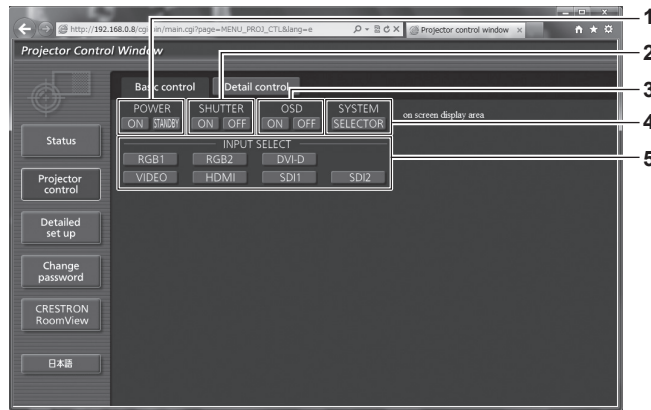 http://192.168.0.8/cgi-bin/main.cgi?page=MENU_PROJ_CTL&lang=e
Projector control window
Projector Control Window
Basic control Detail control
POWER SHUTTER OSD SYSTEM
ON STANDBY ON OFF ON OFF SELECTOR
on screen display area
INPUT SELECT
RGB1 RGB2 DVI-D
VIDEO HDMI SDI1 SDI2
Status
Projector
control
Detailed
set up
Change
password
CRESTRON
RoomView
日本語
1
2
3
4
5